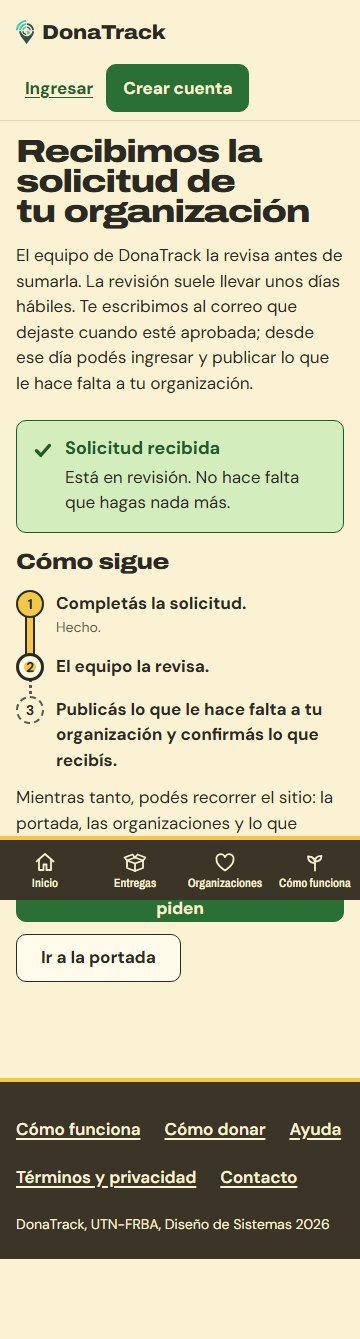 DonaTrack
Ingresar
Crear cuenta
Recibimos la
solicitud de
tu organización
El equipo de DonaTrack la revisa antes de
sumarla. La revisión suele llevar unos días
hábiles. Te escribimos al correo que
dejaste cuando esté aprobada; desde
ese día podés ingresar y publicar lo que
le hace falta a tu organización.
Solicitud recibida
Está en revisión. No hace falta
que hagas nada más.
Cómo sigue
1 Completás la solicitud.
Hecho.
2 El equipo la revisa.
3 Publicás lo que le hace falta a tu
organización y confirmás lo que
recibís.
Mientras tanto, podés recorrer el sitio: la
portada, las organizaciones y lo que
Inicio
Entregas
Organizaciones
Cómo funciona
piden
Ir a la portada
Cómo funciona
Cómo donar
Ayuda
Términos y privacidad
Contacto
DonaTrack, UTN-FRBA, Diseño de Sistemas 2026